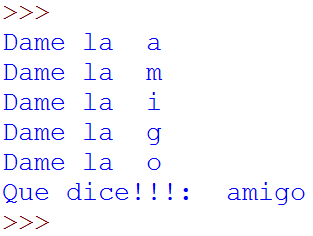 >>>
Dame la  a
Dame la  m
Dame la  i
Dame la  g
Dame la  o
Que dice!!!:  amigo
>>>